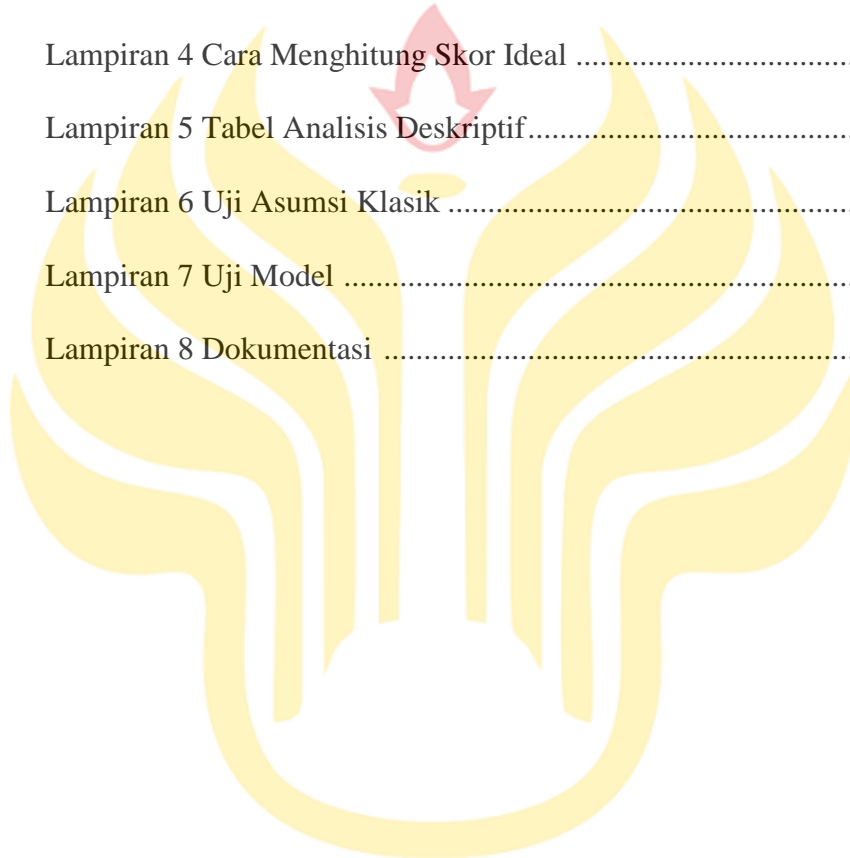 Lampiran 4 Cara Menghitung Skor Ideal ...................................
Lampiran 5 Tabel Analisis Deskriptif.........................................
Lampiran 6 Uji Asumsi Klasik ...................................................
Lampiran 7 Uji Model ................................................................
Lampiran 8 Dokumentasi ...........................................................